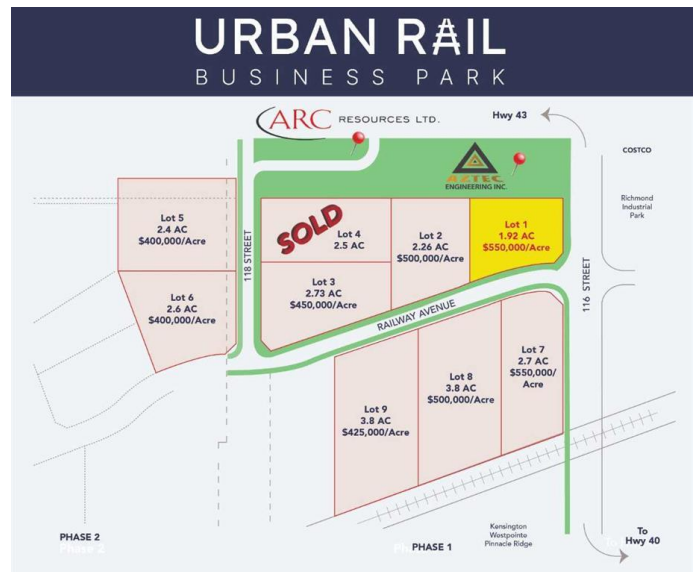 URBAN RAIL
BUSINESS PARK
ARC RESOURCES LTD.
Hwy 43
COSTCO
AZTEC
ENGINEERING INC.
Richmond
Industrial
Park
Lot 5
2.4 AC
$400,000/Acre
118 STREET
SOLD
Lot 4
2.5 AC
Lot 2
2.26 AC
$500,000/Acre
Lot 1
1.92 AC
$550,000/Acre
Lot 6
2.6 AC
$400,000/Acre
Lot 3
2.73 AC
$450,000/Acre
116 STREET
RAILWAY AVENUE
Lot 7
2.7 AC
$550,000/
Acre
Lot 8
3.8 AC
$500,000/Acre
Lot 9
3.8 AC
$425,000/Acre
Kensington
Westpointe
Pinnacle Ridge
PHASE 2
Phase 2
PHASE 1
To
Hwy 40